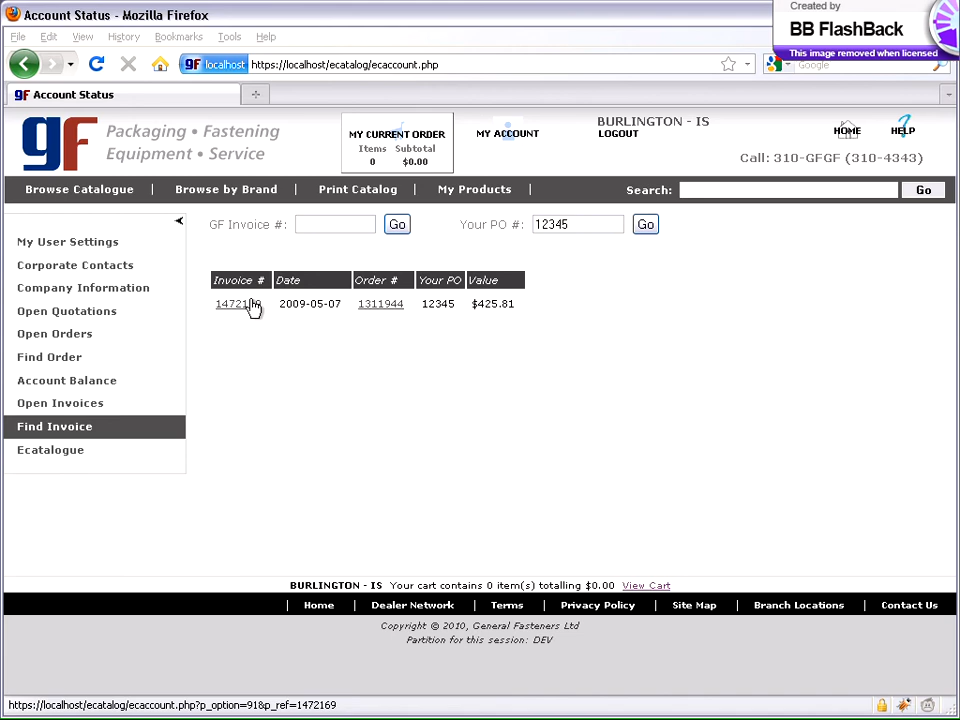 Account Status - Mozilla Firefox
Created by
BB FlashBack
This image removed when licensed
File Edit View History Bookmarks Tools Help
gF localhost https://localhost/ecatalog/ecaccount.php
Google
gF Account Status
gF Packaging • Fastening
Equipment • Service
MY CURRENT ORDER
Items Subtotal
0 $0.00
MY ACCOUNT
BURLINGTON - IS
LOGOUT
HOME
HELP
Call: 310-GFGF (310-4343)
Browse Catalogue | Browse by Brand | Print Catalog | My Products |
Search: Go
GF Invoice #: Go Your PO #: 12345 Go
My User Settings
Corporate Contacts
Company Information
Open Quotations
Open Orders
Find Order
Account Balance
Open Invoices
Find Invoice
Ecatalogue
Invoice # Date Order # Your PO Value
2009-05-07 1311944 12345 $425.81
BURLINGTON - IS Your cart contains 0 item(s) totalling $0.00 View Cart
| Home | Dealer Network | Terms | Privacy Policy | Site Map | Branch Locations | Contact Us
Copyright © 2010, General Fasteners Ltd
Partition for this session: DEV
https://localhost/ecatalog/ecaccount.php?p_option=91&p_ref=1472169